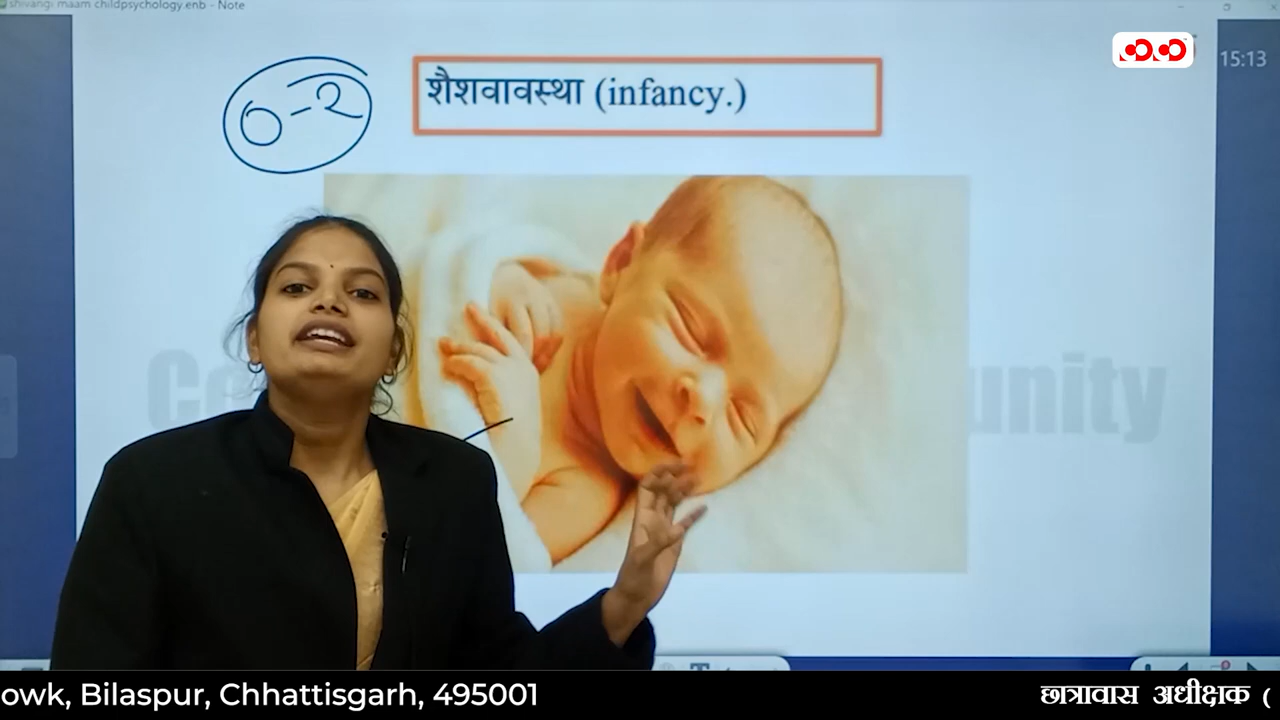 shivangi maam childpsychology.enb - Note
15:13
0-2
शैशवावस्था (infancy.)
owk, Bilaspur, Chhattisgarh, 495001
छात्रावास अधीक्षक (